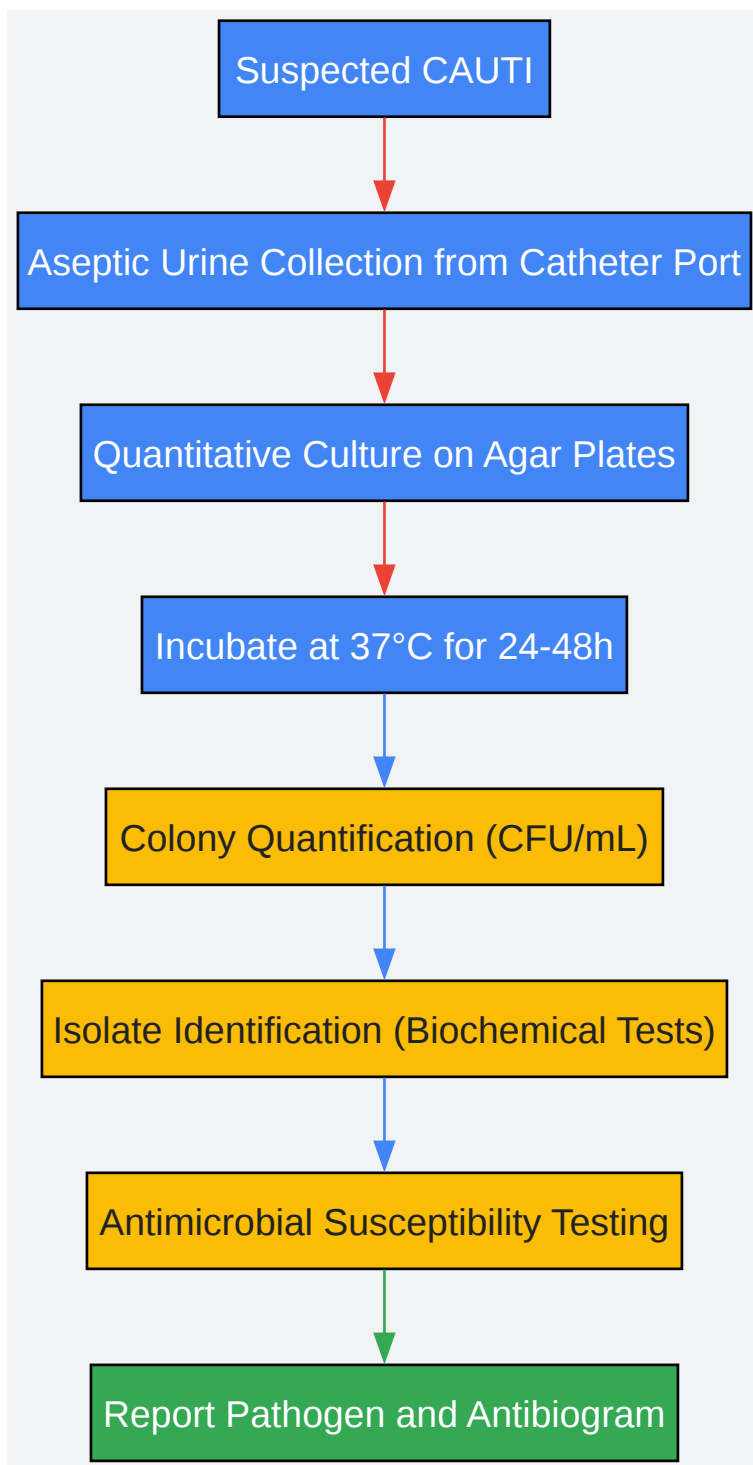 Suspected CAUTI
Aseptic Urine Collection from Catheter Port
Quantitative Culture on Agar Plates
Incubate at 37°C for 24-48h
Colony Quantification (CFU/mL)
Isolate Identification (Biochemical Tests)
Antimicrobial Susceptibility Testing
Report Pathogen and Antibiogram